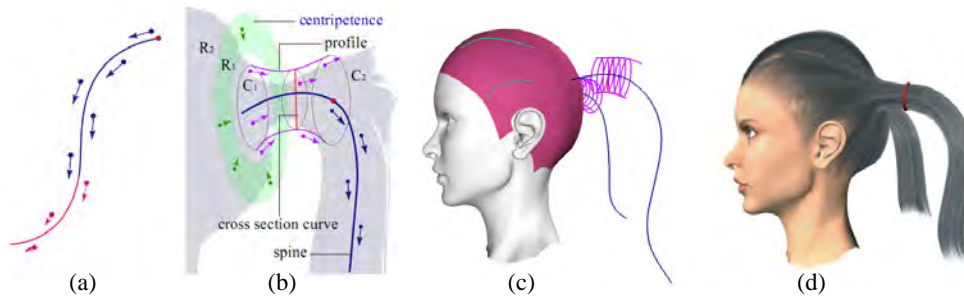 centripetence
profile
R₂
R₁
C₁
C₂
cross section curve
spine
(a)
(b)
(c)
(d)